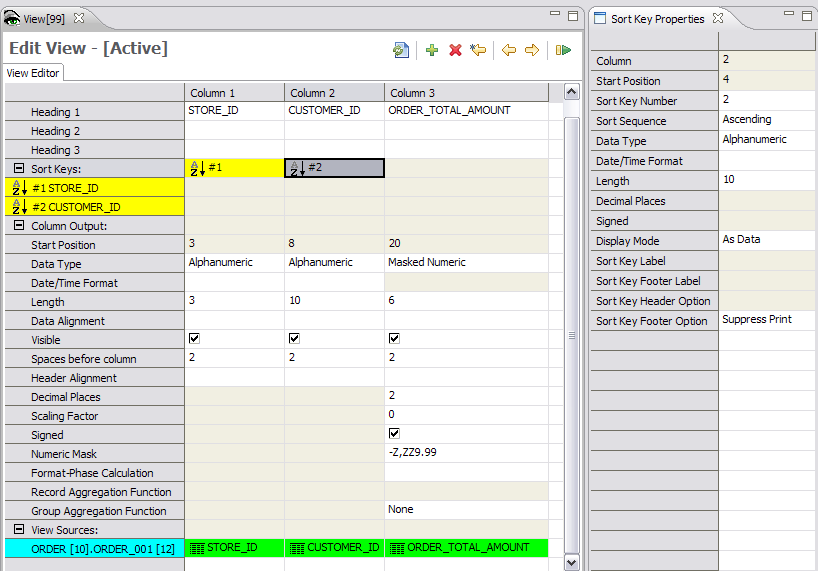 View[99]
Edit View - [Active]
View Editor
Column 1 Column 2 Column 3
Heading 1 STORE_ID CUSTOMER_ID ORDER_TOTAL_AMOUNT
Heading 2
Heading 3
Sort Keys: #1 #2
#1 STORE_ID
#2 CUSTOMER_ID
Column Output:
Start Position 3 8 20
Data Type Alphanumeric Alphanumeric Masked Numeric
Date/Time Format
Length 3 10 6
Data Alignment
Visible
Spaces before column 2 2 2
Header Alignment
Decimal Places 2
Scaling Factor 0
Signed
Numeric Mask -Z,ZZ9.99
Format-Phase Calculation
Record Aggregation Function
Group Aggregation Function None
View Sources:
ORDER [10].ORDER_001 [12] STORE_ID CUSTOMER_ID ORDER_TOTAL_AMOUNT
Sort Key Properties
Column 2
Start Position 4
Sort Key Number 2
Sort Sequence Ascending
Data Type Alphanumeric
Date/Time Format
Length 10
Decimal Places
Signed
Display Mode As Data
Sort Key Label
Sort Key Footer Label
Sort Key Header Option
Sort Key Footer Option Suppress Print